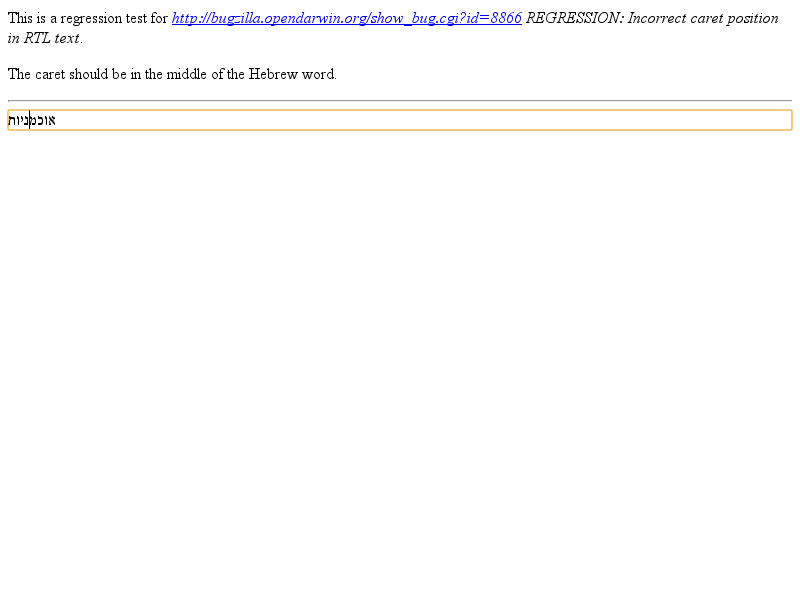 This is a regression test for http://bugzilla.opendarwin.org/show_bug.cgi?id=8866 REGRESSION: Incorrect caret position
in RTL text.
The caret should be in the middle of the Hebrew word.
אוכמניות